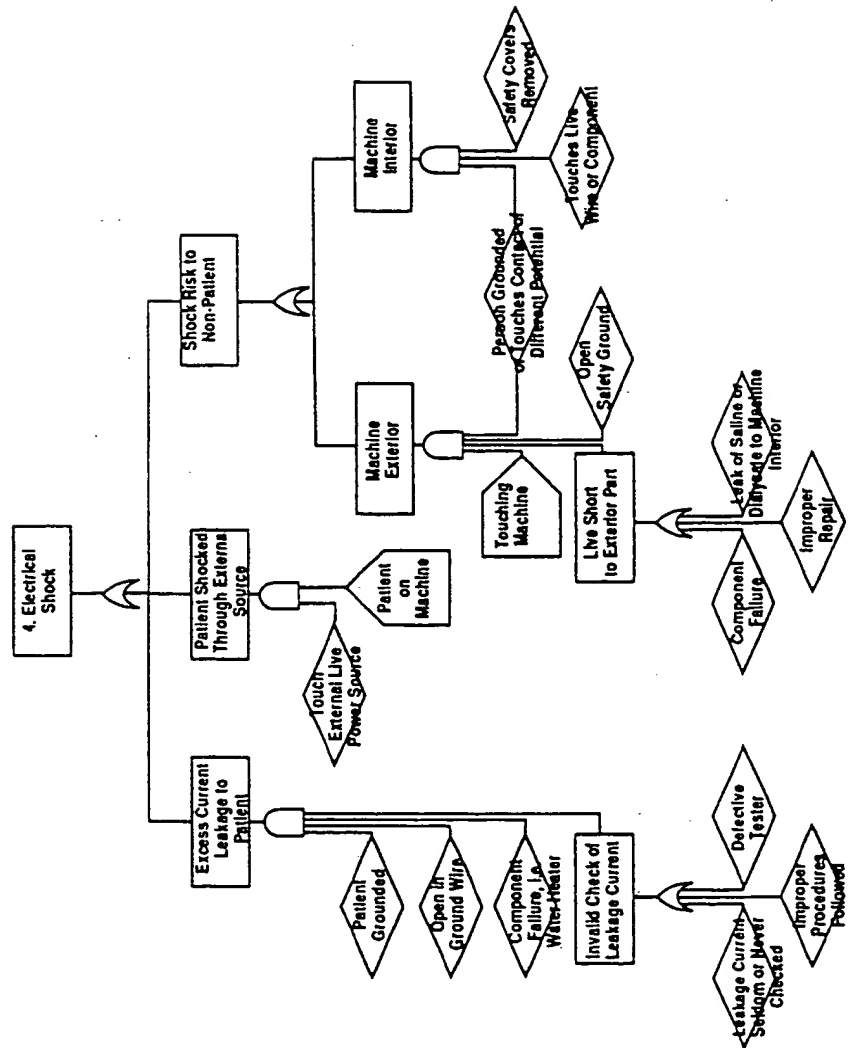 4. Electrical
Shock
Excess Current
Leakage to
Patient
Patient Shocked
Through External
Source
Shock Risk to
Non-Patient
Patient
Grounded
Open In
Ground Wire
Component
Failure, i.e.
Water Heater
Invalid Check of
Leakage Current
Leakage Current
Seldom or Never
Checked
Improper
Procedures
Followed
Defective
Tester
Touch
External Live
Power Source
Patient
on
Machine
Machine
Exterior
Machine
Interior
Touching
Machine
Live Short
to Exterior Part
Open
Safety Ground
Person Grounded
or Touches Contact of
Different Potential
Component
Failure
Improper
Repair
Leak of Saline or
Dialysate to Machine
Interior
Touches Live
Wire or Component
Safety Covers
Removed